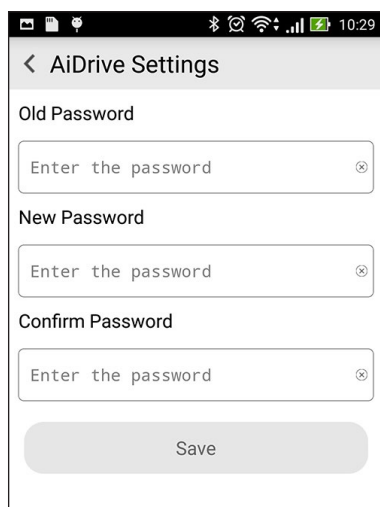 10:29
AiDrive Settings
Old Password
Enter the password
New Password
Enter the password
Confirm Password
Enter the password
Save